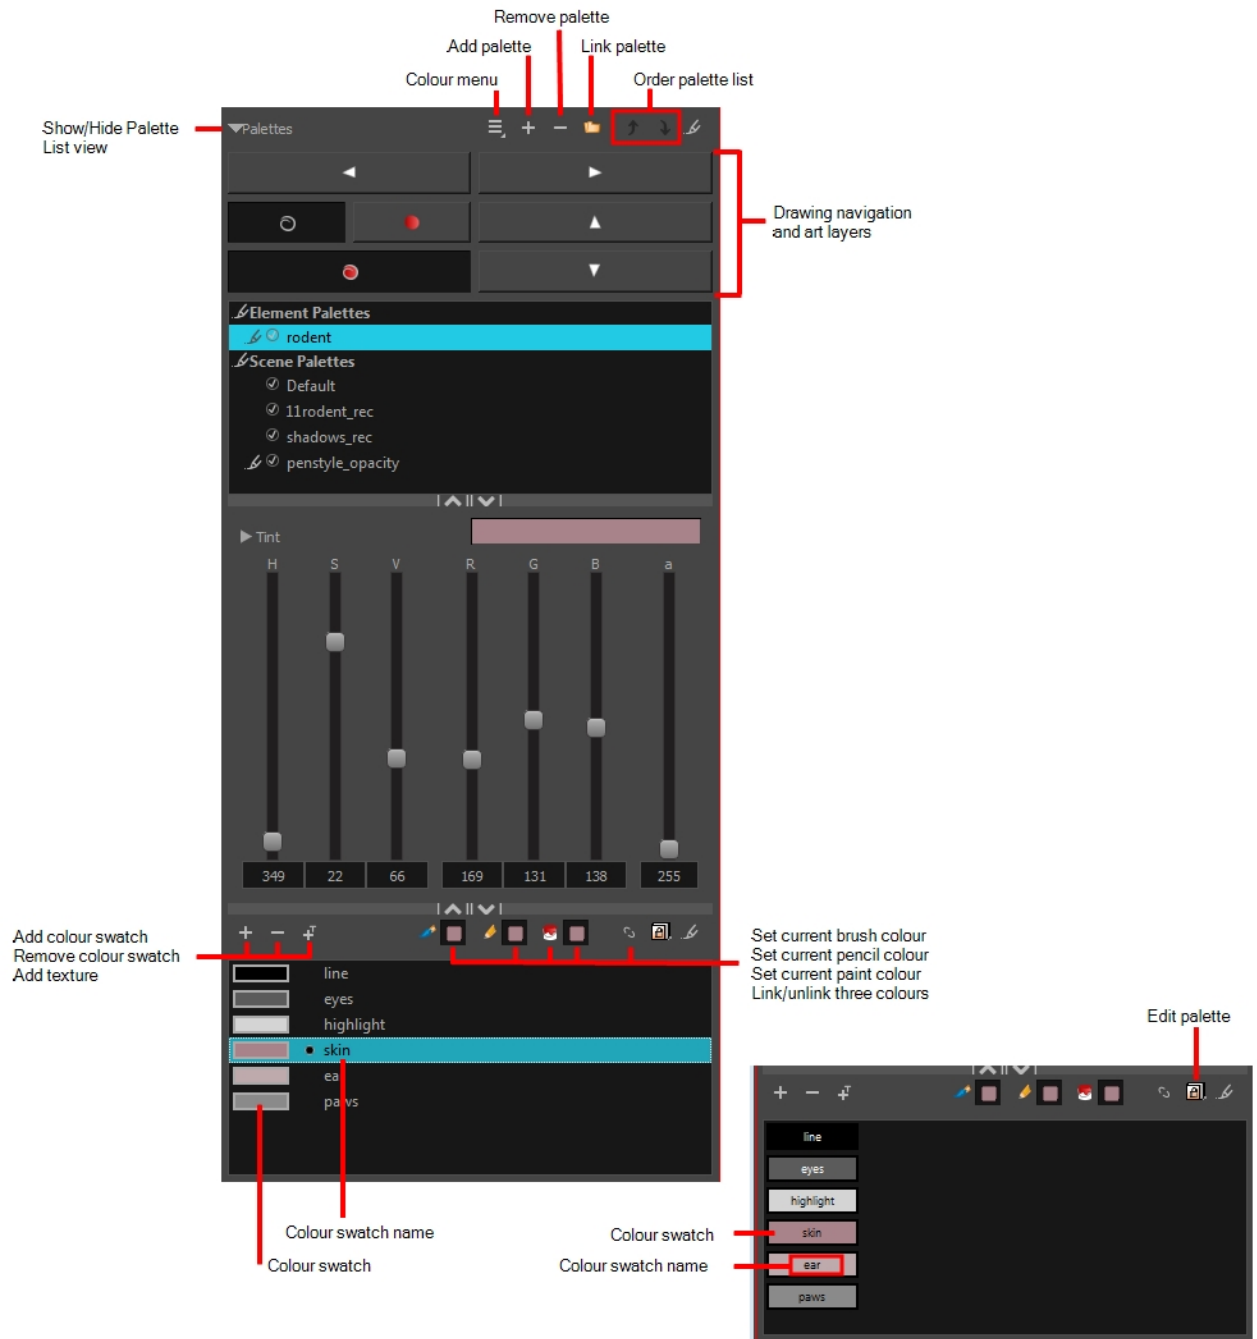 Remove palette
Add palette
Link palette
Colour menu
Order palette list
Show/Hide Palette
List view
Palettes
Drawing navigation
and art layers
Element Palettes
rodent
Scene Palettes
Default
11rodent_rec
shadows_rec
penstyle_opacity
Tint
H S V R G B a
349 22 66 169 131 138 255
Add colour swatch
Remove colour swatch
Add texture
Set current brush colour
Set current pencil colour
Set current paint colour
Link/unlink three colours
line
eyes
highlight
skin
ear
paws
Colour swatch name
Colour swatch
Edit palette
line
eyes
highlight
Colour swatch
skin
Colour swatch name
ear
paws